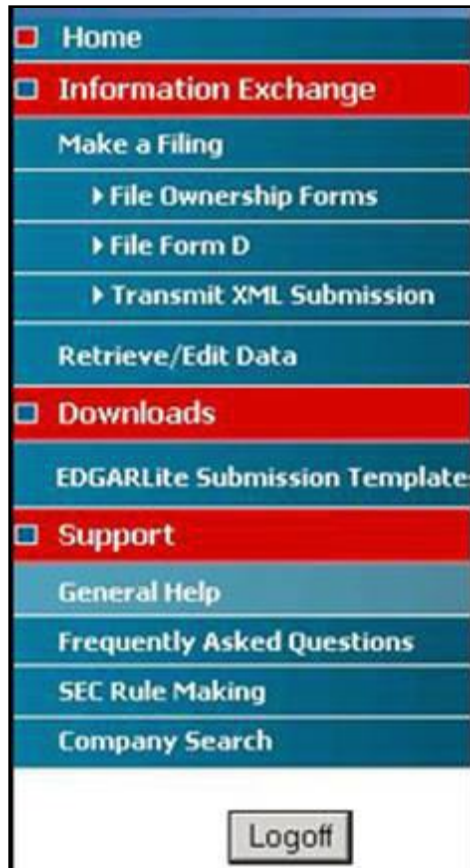 Home
Information Exchange
Make a Filing
File Ownership Forms
File Form D
Transmit XML Submission
Retrieve/Edit Data
Downloads
EDGARLite Submission Template
Support
General Help
Frequently Asked Questions
SEC Rule Making
Company Search
Logoff